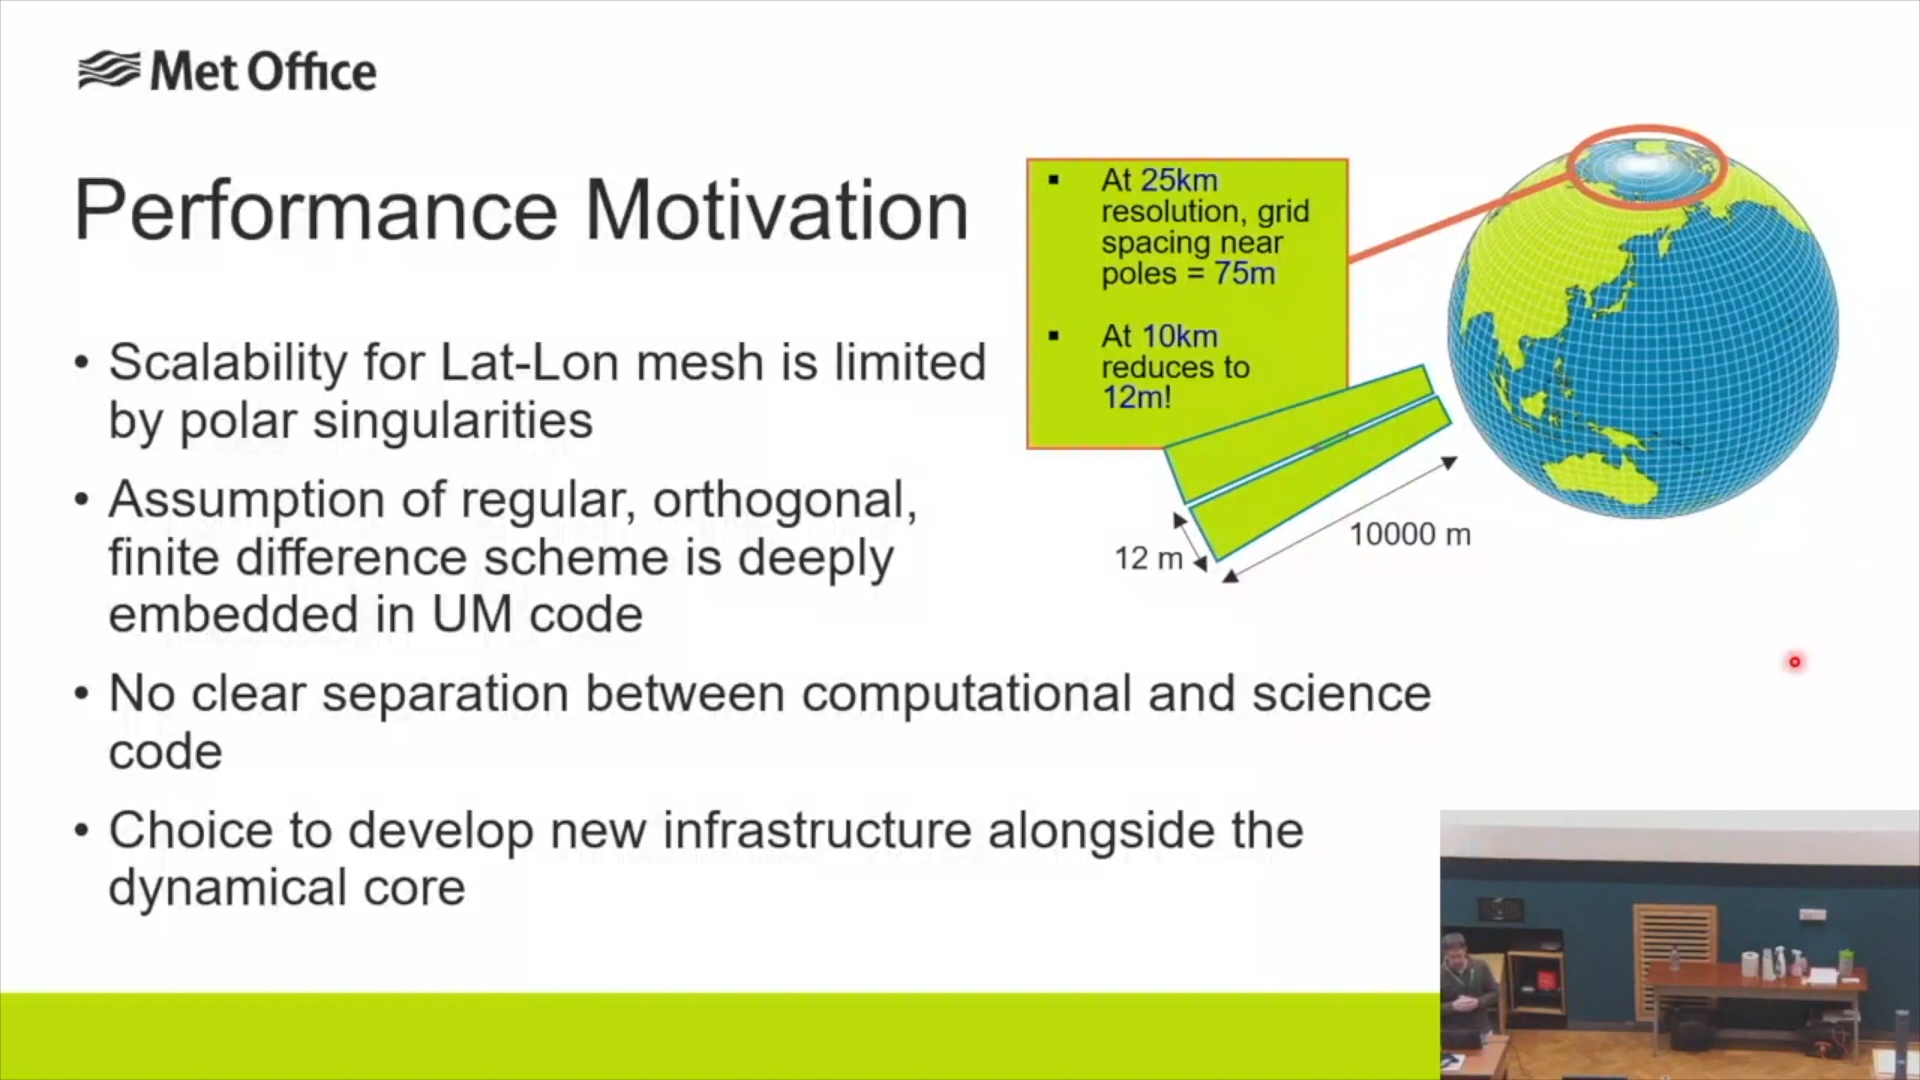 Met Office
Performance Motivation
• Scalability for Lat-Lon mesh is limited
by polar singularities
• Assumption of regular, orthogonal,
finite difference scheme is deeply
embedded in UM code
• No clear separation between computational and science
code
• Choice to develop new infrastructure alongside the
dynamical core
▪ At 25km
resolution, grid
spacing near
poles = 75m
▪ At 10km
reduces to
12m!
12 m
10000 m